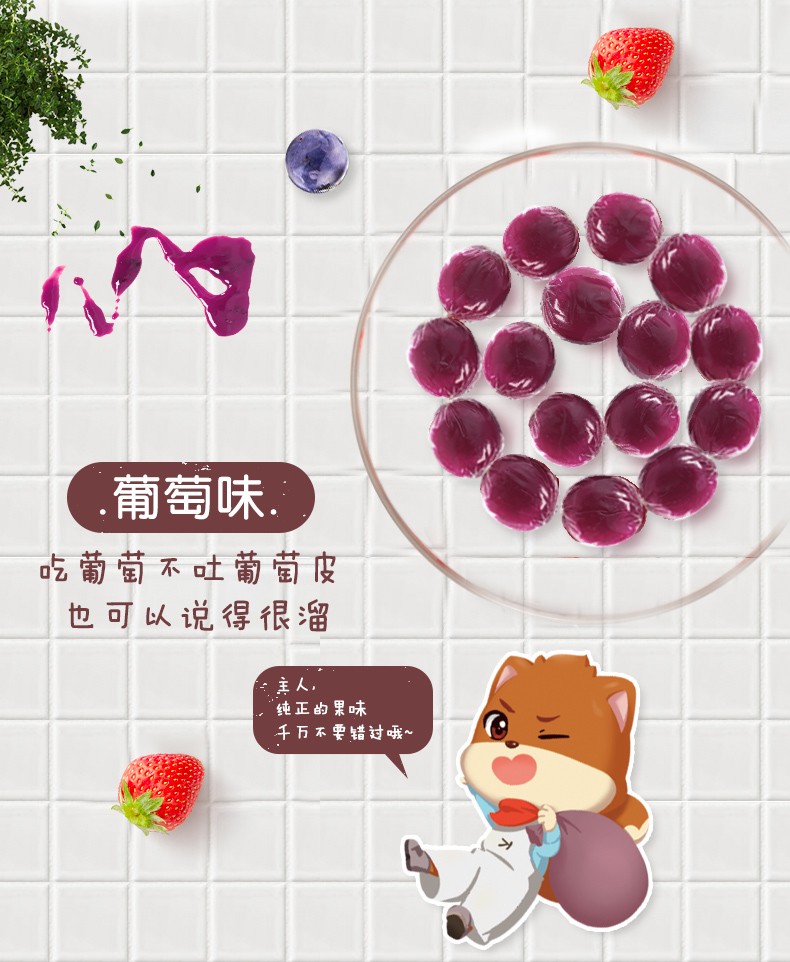 .葡萄味.
吃葡萄不吐葡萄皮
也可以说得很溜
主人,
纯正的果味
千万不要错过哦~